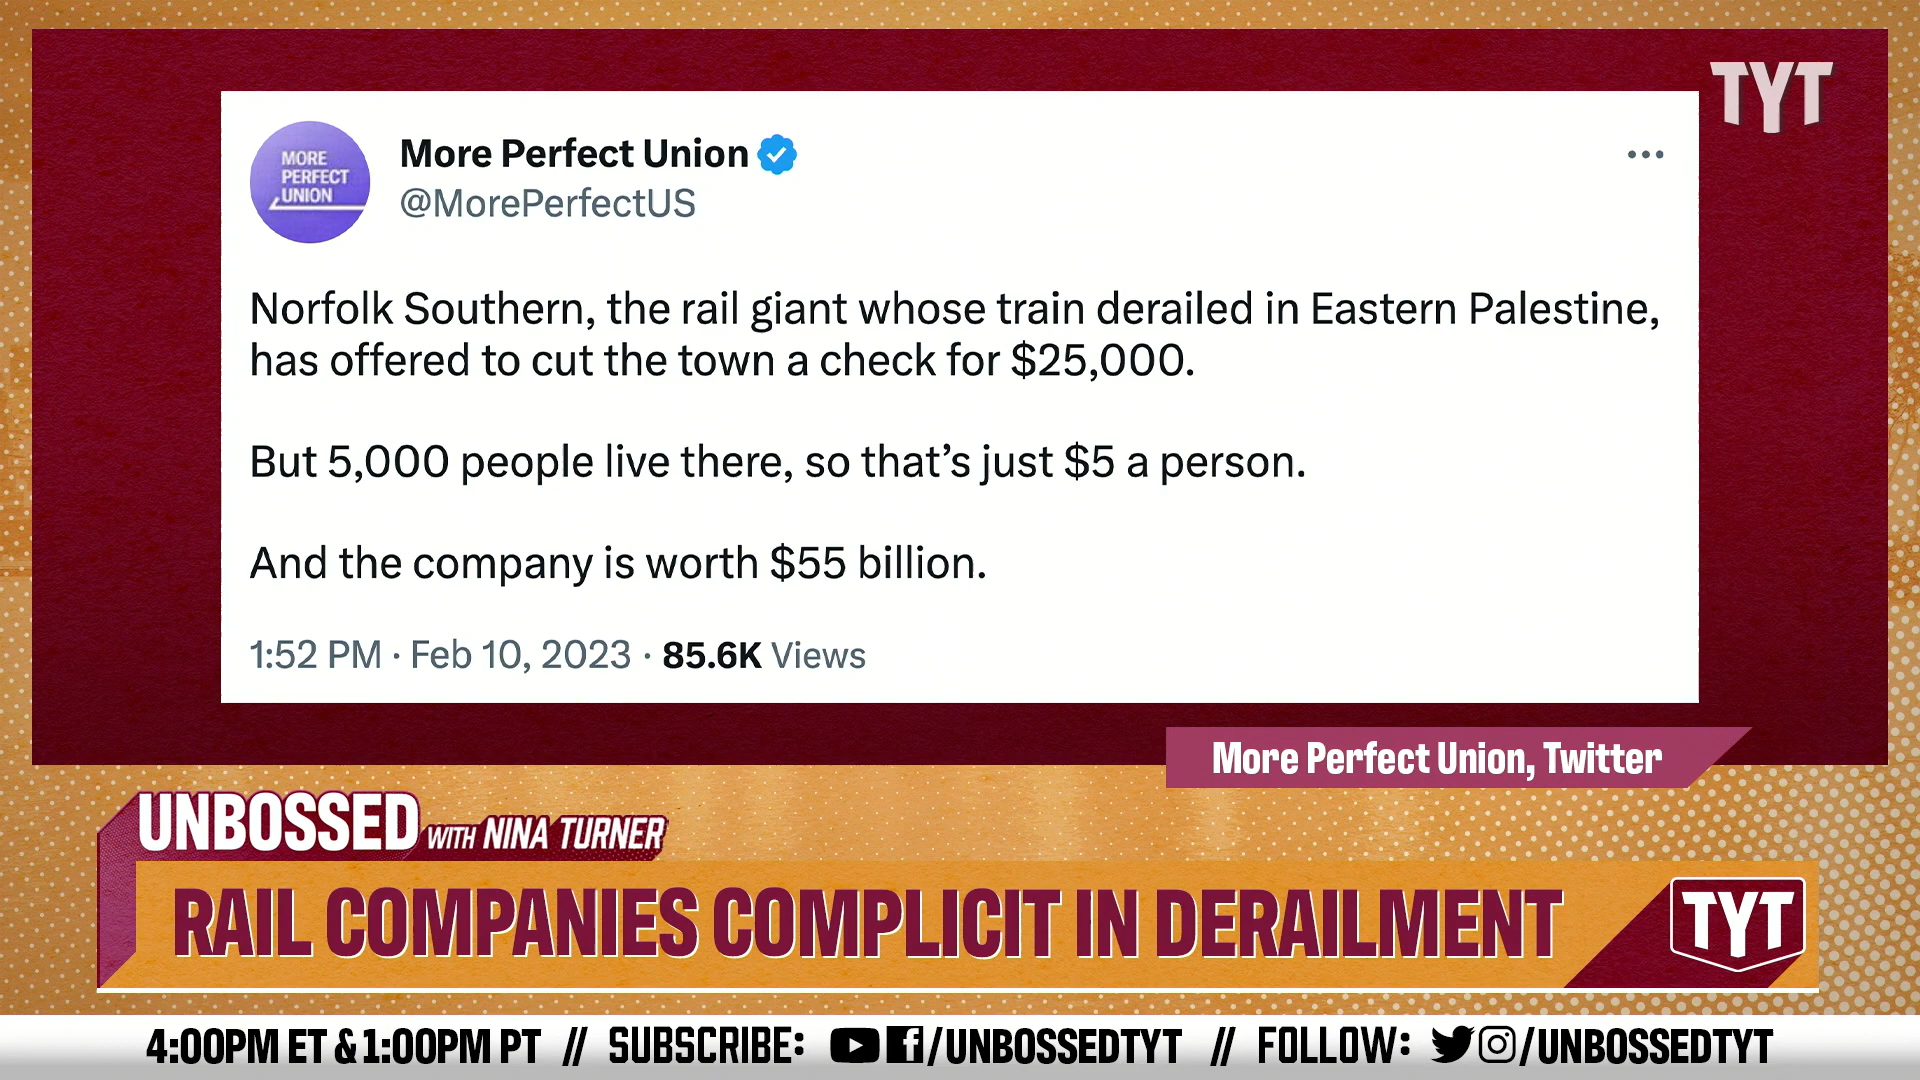 TYT
MORE
PERFECT
UNION
More Perfect Union
@MorePerfectUS
Norfolk Southern, the rail giant whose train derailed in Eastern Palestine,
has offered to cut the town a check for $25,000.
But 5,000 people live there, so that’s just $5 a person.
And the company is worth $55 billion.
1:52 PM · Feb 10, 2023 · 85.6K Views
More Perfect Union, Twitter
UNBOSSED WITH NINA TURNER
RAIL COMPANIES COMPLICIT IN DERAILMENT
TYT
4:00PM ET & 1:00PM PT // SUBSCRIBE: /UNBOSSEDTYT // FOLLOW: /UNBOSSEDTYT